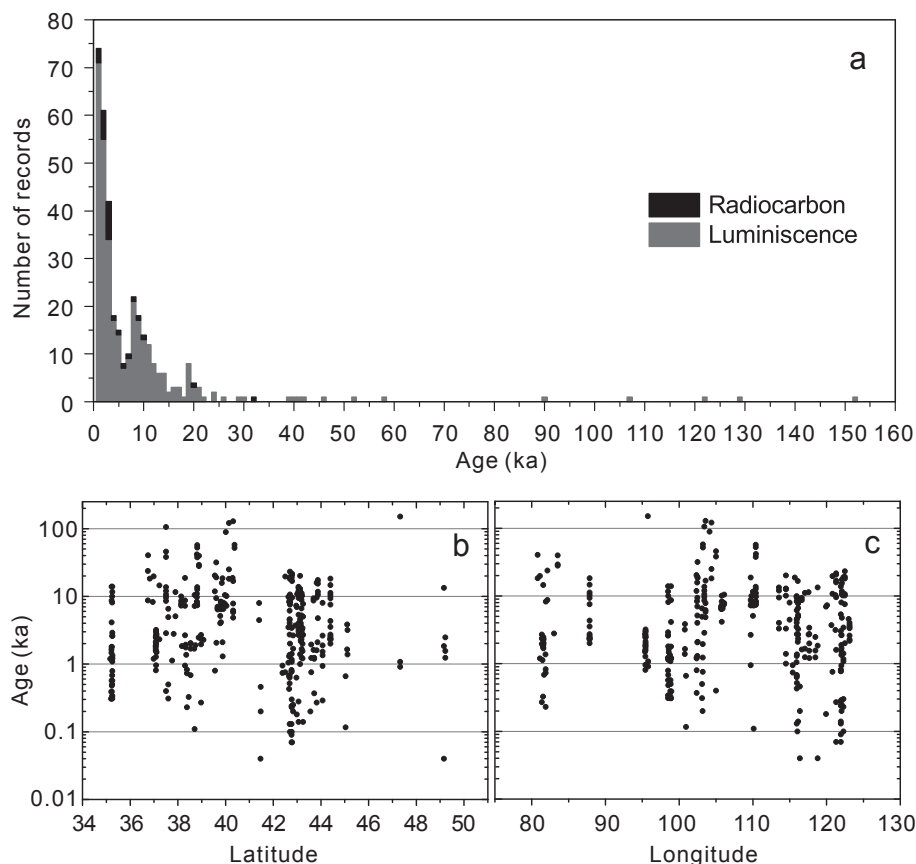 80
70
60
50
40
30
20
10
0
Number of records
a
Radiocarbon
Luminiscence
0 10 20 30 40 50 60 70 80 90 100 110 120 130 140 150 160
Age (ka)
100
10
1
0.1
0.01
Age (ka)
b
c
34 36 38 40 42 44 46 48 50
80 90 100 110 120 130
Latitude
Longitude